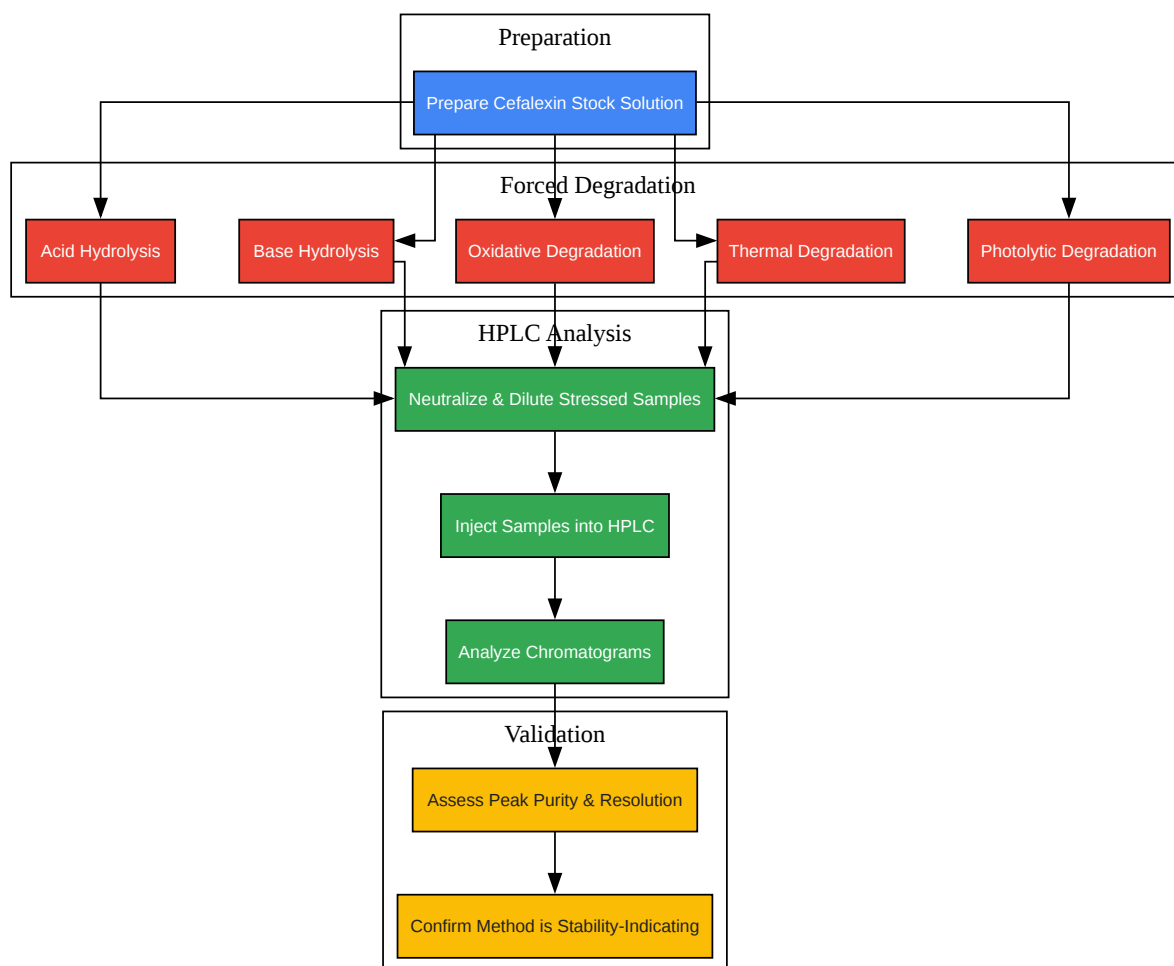 Preparation
Prepare Cefalexin Stock Solution
Forced Degradation
Acid Hydrolysis
Base Hydrolysis
Oxidative Degradation
Thermal Degradation
Photolytic Degradation
HPLC Analysis
Neutralize & Dilute Stressed Samples
Inject Samples into HPLC
Analyze Chromatograms
Validation
Assess Peak Purity & Resolution
Confirm Method is Stability-Indicating